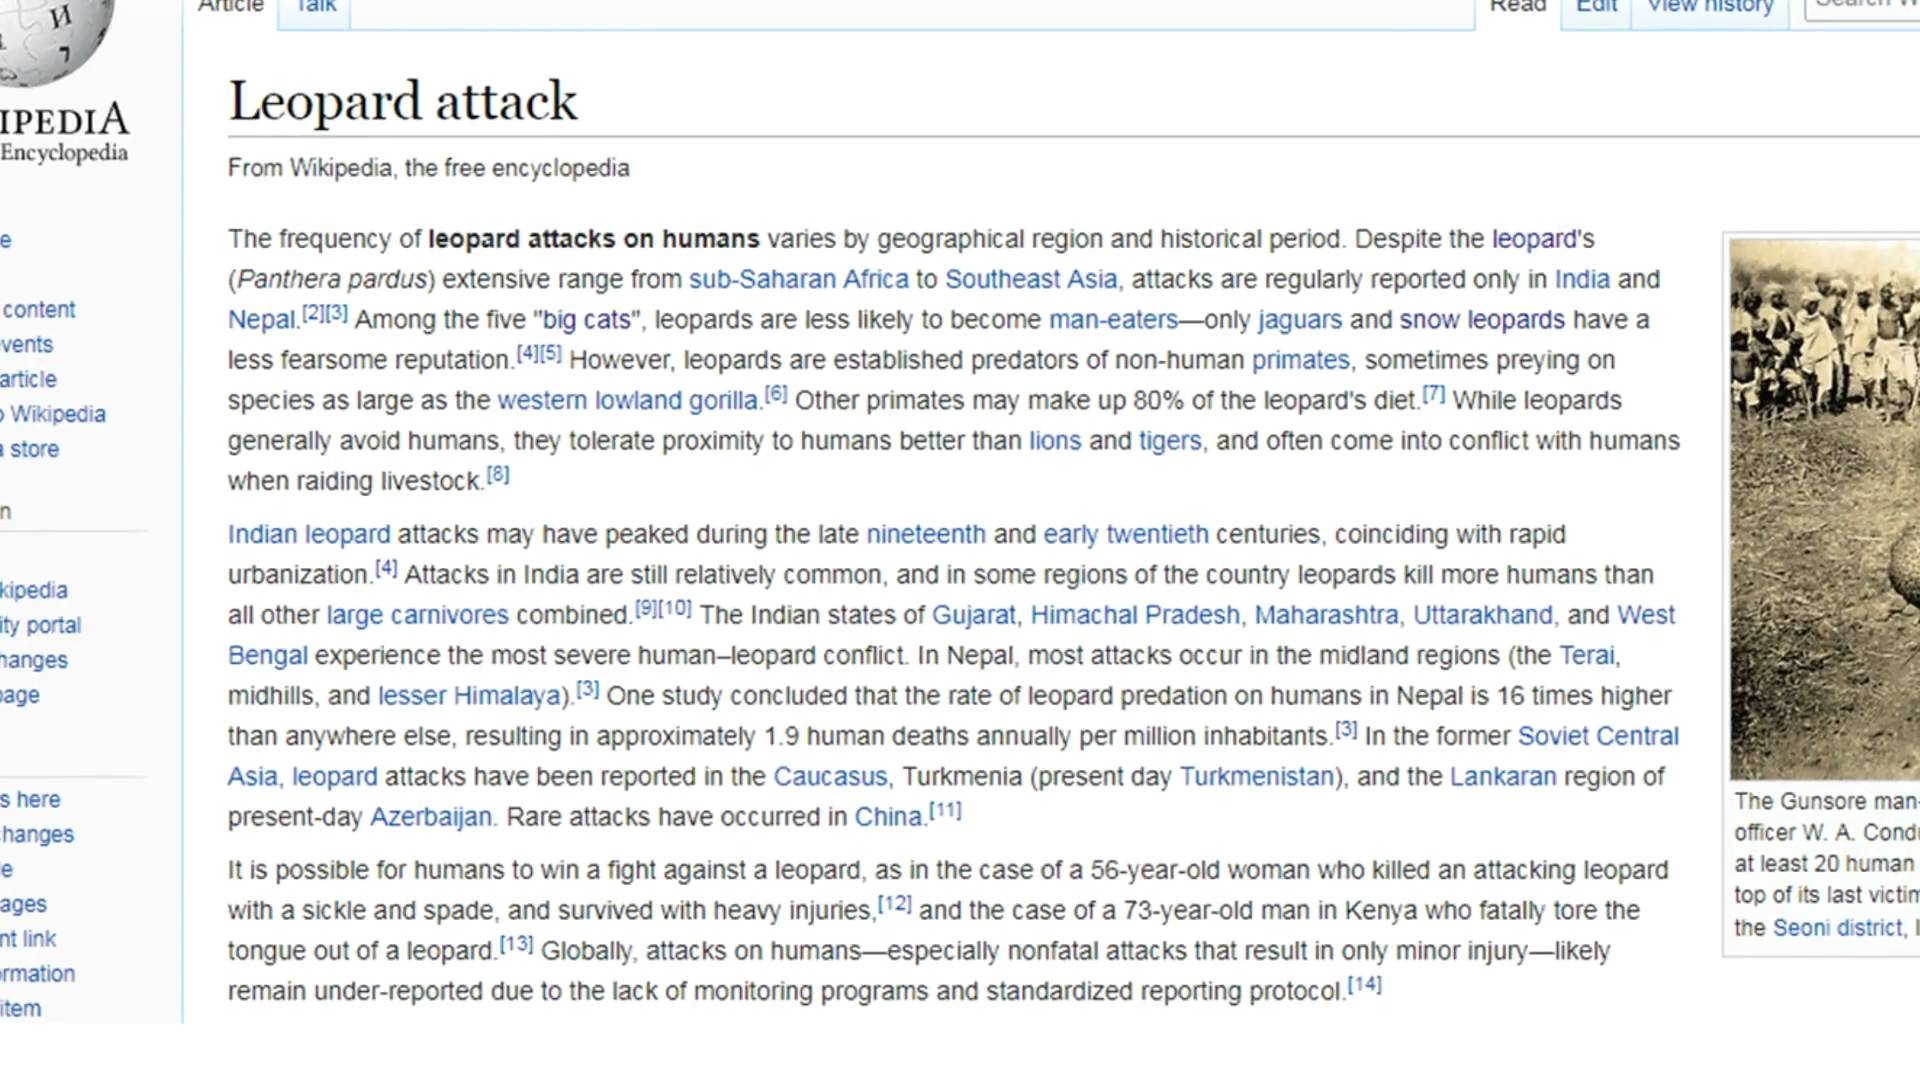 Article Talk Read Edit View history Search W
И
7
IPEDIA
Encyclopedia
Leopard attack
From Wikipedia, the free encyclopedia
The frequency of leopard attacks on humans varies by geographical region and historical period. Despite the leopard's
(Panthera pardus) extensive range from sub-Saharan Africa to Southeast Asia, attacks are regularly reported only in India and
Nepal.[2][3] Among the five "big cats", leopards are less likely to become man-eaters—only jaguars and snow leopards have a
less fearsome reputation.[4][5] However, leopards are established predators of non-human primates, sometimes preying on
species as large as the western lowland gorilla.[6] Other primates may make up 80% of the leopard's diet.[7] While leopards
generally avoid humans, they tolerate proximity to humans better than lions and tigers, and often come into conflict with humans
when raiding livestock.[8]
Indian leopard attacks may have peaked during the late nineteenth and early twentieth centuries, coinciding with rapid
urbanization.[4] Attacks in India are still relatively common, and in some regions of the country leopards kill more humans than
all other large carnivores combined.[9][10] The Indian states of Gujarat, Himachal Pradesh, Maharashtra, Uttarakhand, and West
Bengal experience the most severe human–leopard conflict. In Nepal, most attacks occur in the midland regions (the Terai,
midhills, and lesser Himalaya).[3] One study concluded that the rate of leopard predation on humans in Nepal is 16 times higher
than anywhere else, resulting in approximately 1.9 human deaths annually per million inhabitants.[3] In the former Soviet Central
Asia, leopard attacks have been reported in the Caucasus, Turkmenia (present day Turkmenistan), and the Lankaran region of
present-day Azerbaijan. Rare attacks have occurred in China.[11]
It is possible for humans to win a fight against a leopard, as in the case of a 56-year-old woman who killed an attacking leopard
with a sickle and spade, and survived with heavy injuries,[12] and the case of a 73-year-old man in Kenya who fatally tore the
tongue out of a leopard.[13] Globally, attacks on humans—especially nonfatal attacks that result in only minor injury—likely
remain under-reported due to the lack of monitoring programs and standardized reporting protocol.[14]
e
content
vents
article
o Wikipedia
a store
n
kipedia
ity portal
hanges
page
s here
changes
le
ages
nt link
ormation
item
The Gunsore man-
officer W. A. Condu
at least 20 human
top of its last victim
the Seoni district, I